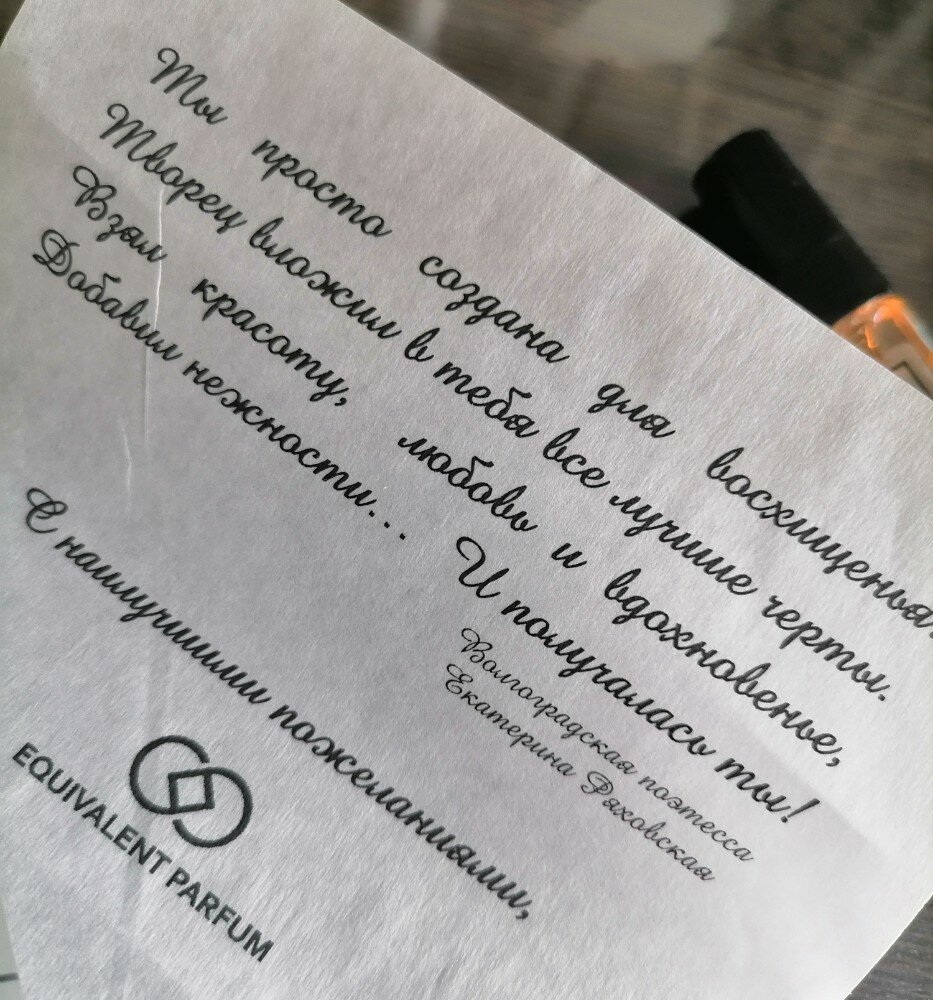 Ты просто создана для восхищенья.
Творец вложил в тебя все лучшие черты.
Взял красоту, любовь и вдохновенье,
Добавил нежности... И получалась ты!
Волгоградская поэтесса
Екатерина Ряховская
С наилучшими пожеланиями,
EQUIVALENT PARFUM